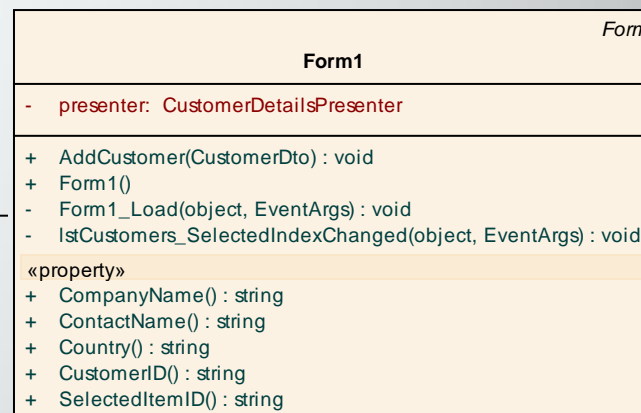 Form
Form1
- presenter: CustomerDetailsPresenter
+ AddCustomer(CustomerDto) : void
+ Form1()
- Form1_Load(object, EventArgs) : void
- lstCustomers_SelectedIndexChanged(object, EventArgs) : void
«property»
+ CompanyName() : string
+ ContactName() : string
+ Country() : string
+ CustomerID() : string
+ SelectedItemID() : string